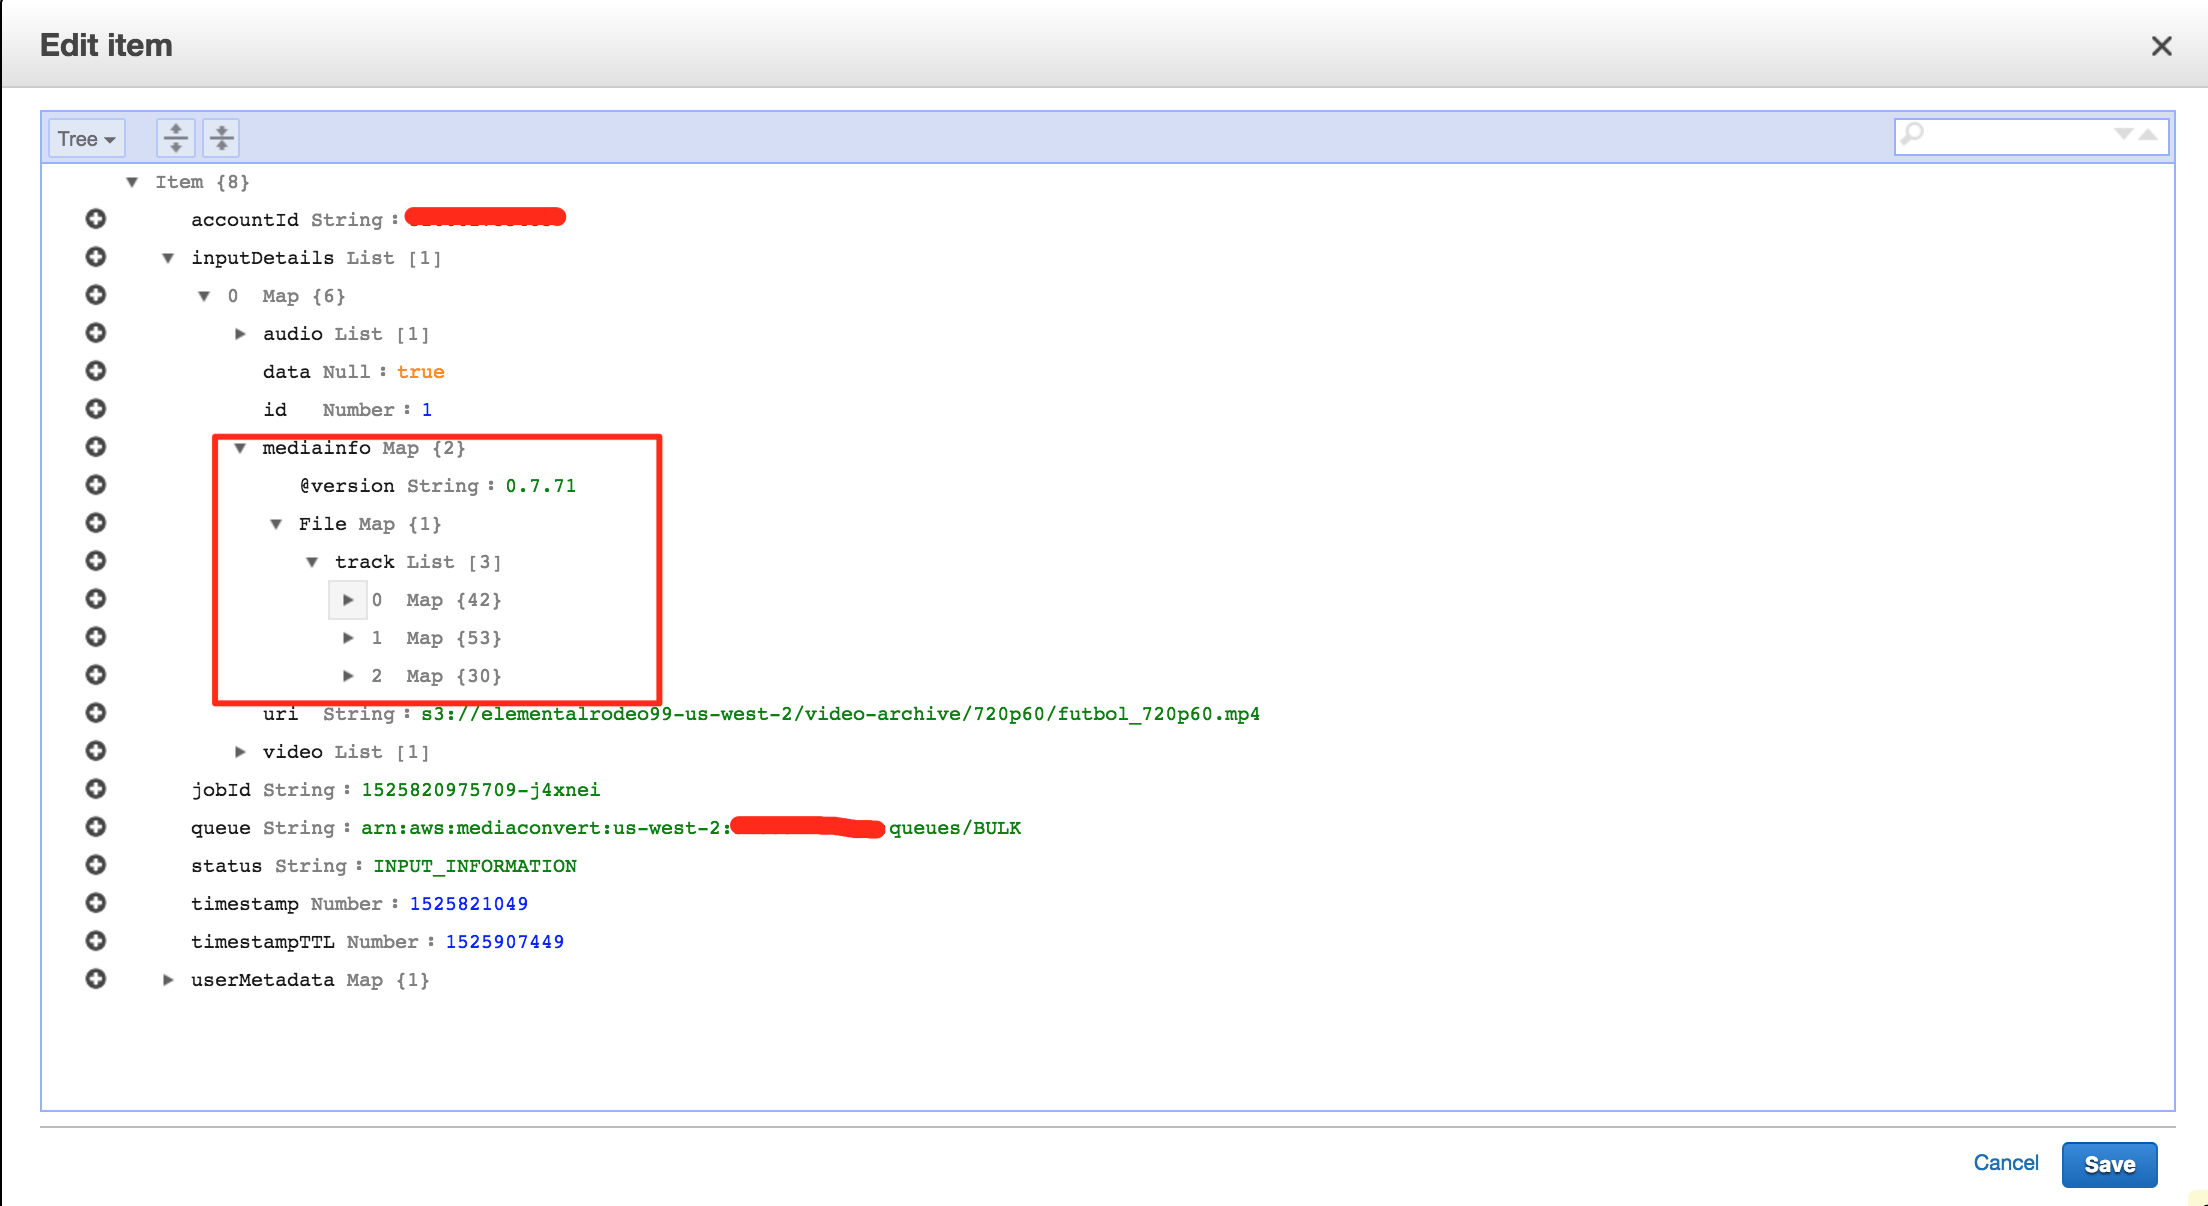 Edit item
Tree
Item {8}
accountId String :
inputDetails List [1]
0 Map {6}
audio List [1]
data Null : true
id Number : 1
mediainfo Map {2}
@version String : 0.7.71
File Map {1}
track List [3]
0 Map {42}
1 Map {53}
2 Map {30}
uri String : s3://elementalrodeo99-us-west-2/video-archive/720p60/futbol_720p60.mp4
video List [1]
jobId String : 1525820975709-j4xnei
queue String : arn:aws:mediaconvert:us-west-2: queues/BULK
status String : INPUT_INFORMATION
timestamp Number : 1525821049
timestampTTL Number : 1525907449
userMetadata Map {1}
Cancel Save